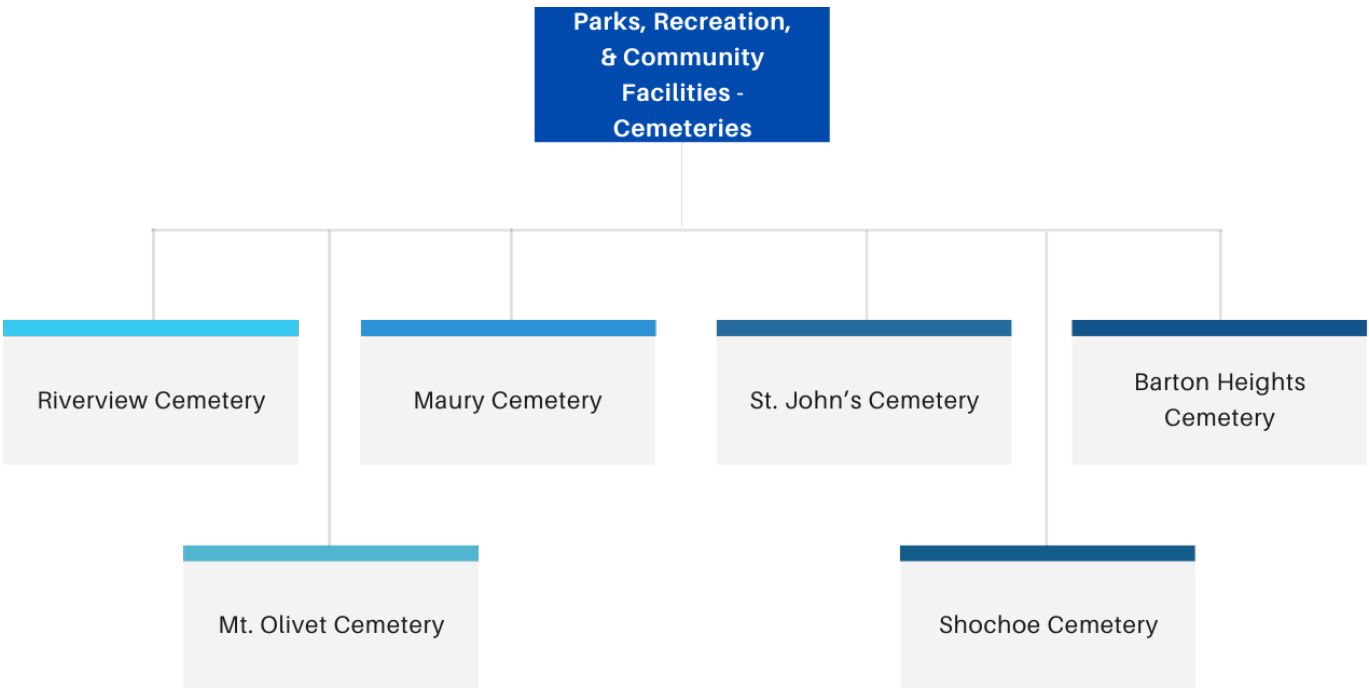 Parks, Recreation,
& Community
Facilities -
Cemeteries
Riverview Cemetery
Maury Cemetery
St. John’s Cemetery
Barton Heights
Cemetery
Mt. Olivet Cemetery
Shochoe Cemetery